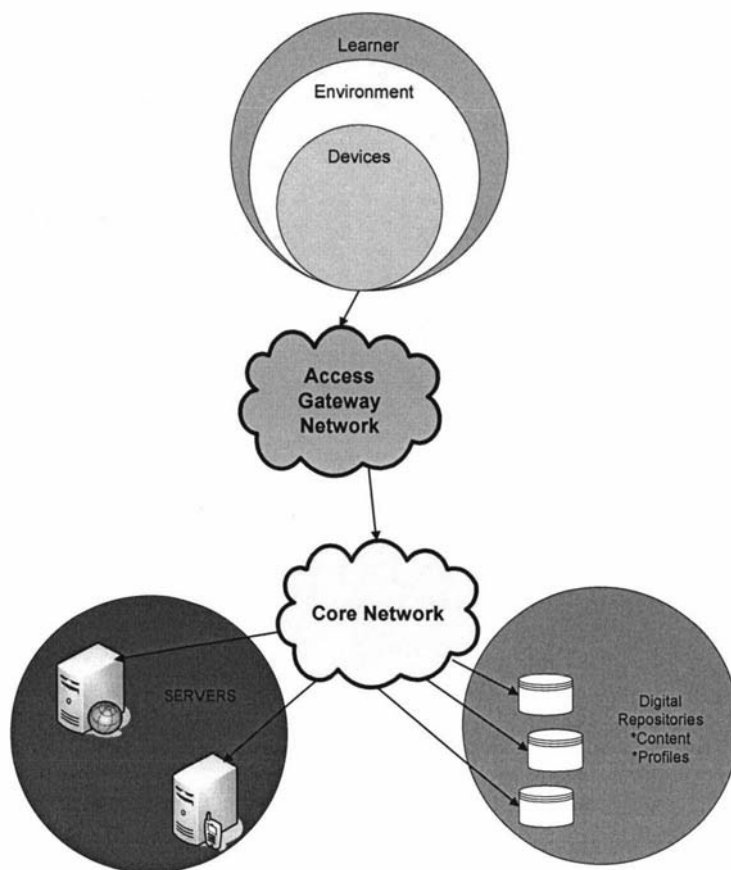 Learner
Environment
Devices
Access
Gateway
Network
Core Network
SERVERS
Digital
Repositories
*Content
*Profiles